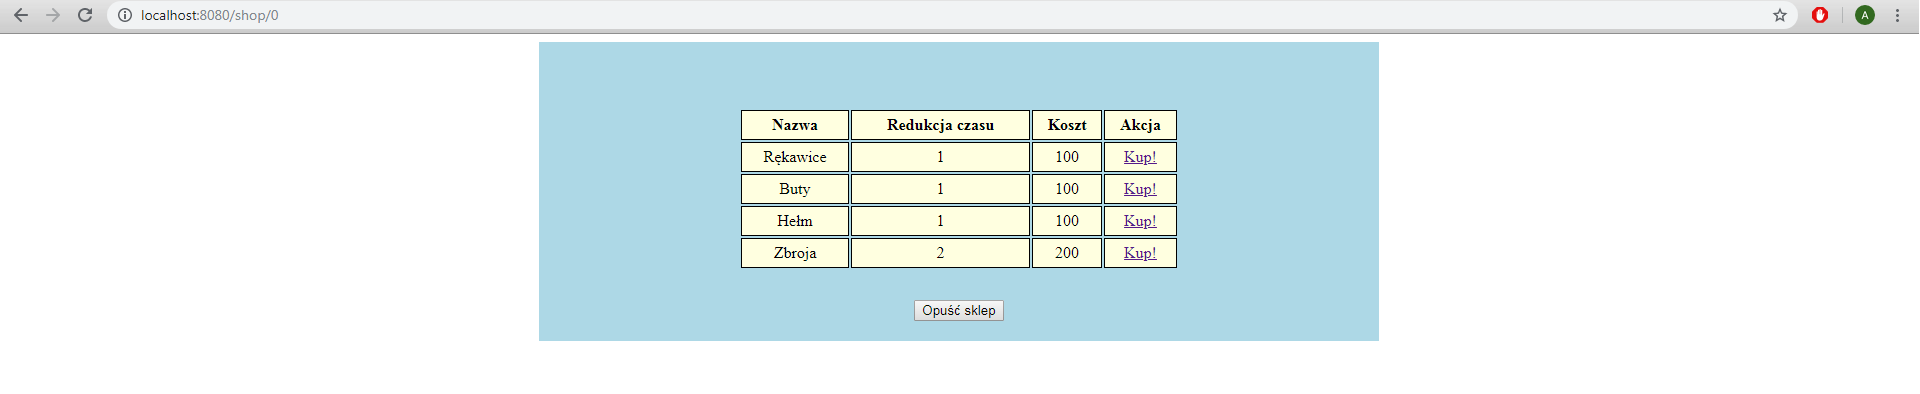 localhost:8080/shop/0
A
Nazwa Redukcja czasu Koszt Akcja
Rękawice 1 100 Kup!
Buty 1 100 Kup!
Hełm 1 100 Kup!
Zbroja 2 200 Kup!
Opuść sklep